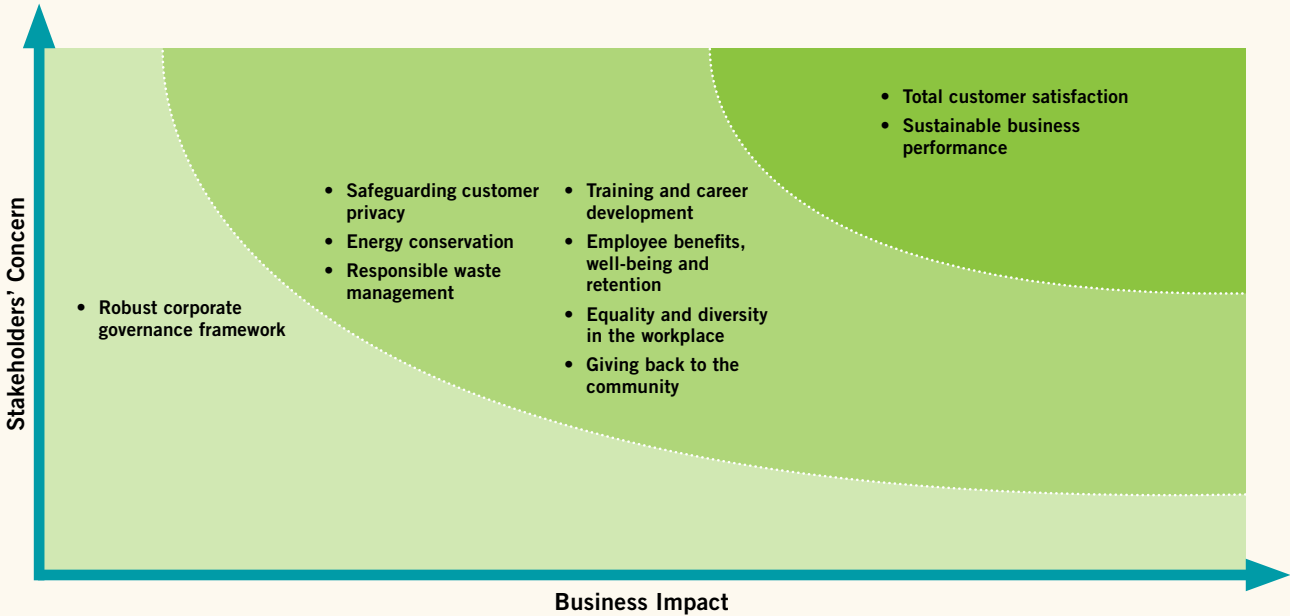 Stakeholders’ Concern
• Total customer satisfaction
• Sustainable business
performance
• Safeguarding customer
privacy
• Energy conservation
• Responsible waste
management
• Training and career
development
• Employee benefits,
well-being and
retention
• Equality and diversity
in the workplace
• Giving back to the
community
• Robust corporate
governance framework
Business Impact